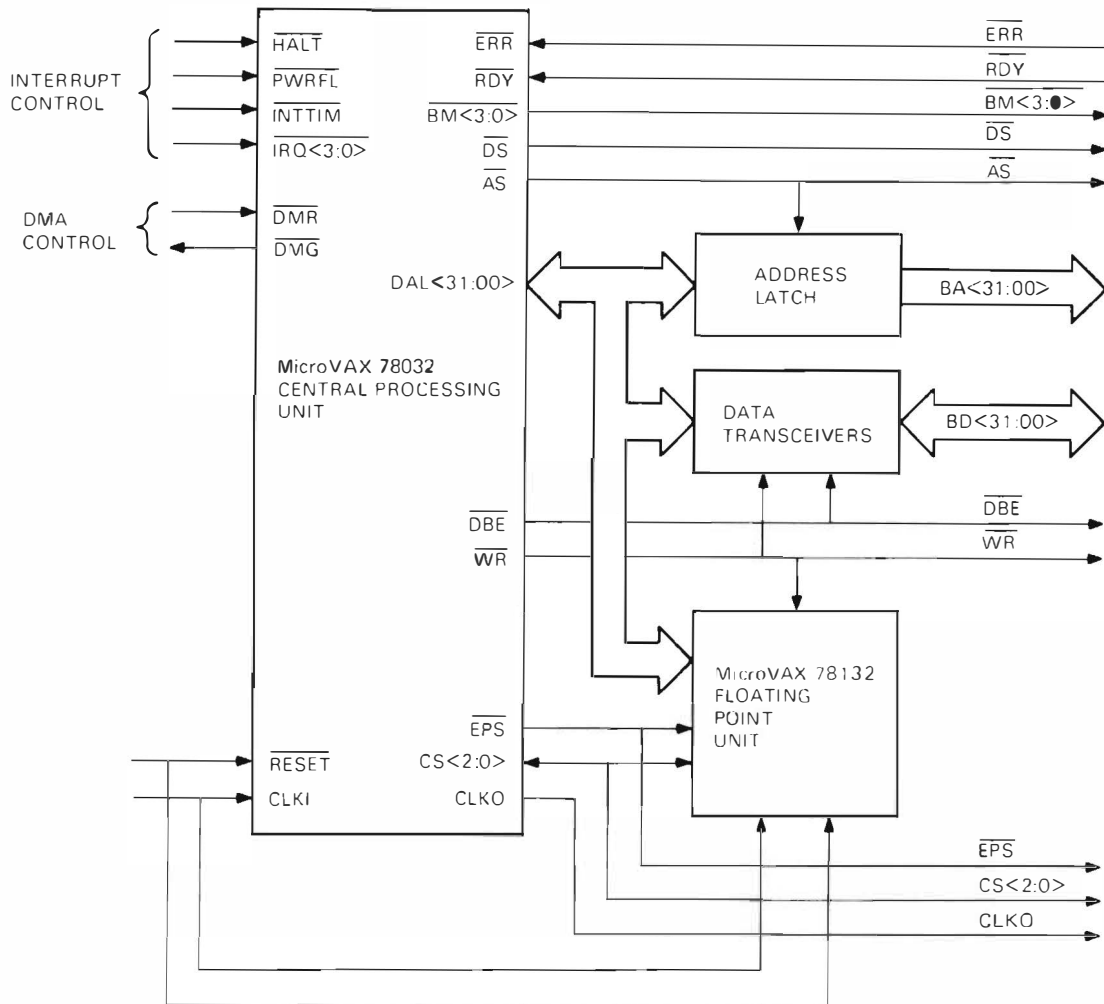 INTERRUPT
CONTROL
HALT
PWRFL
INTTIM
IRQ<3:0>
DMA
CONTROL
DMR
DMG
ERR
RDY
BM<3:0>
DS
AS
DAL<31:00>
MicroVAX 78032
CENTRAL PROCESSING
UNIT
DBE
WR
EPS
CS<2:0>
CLKO
RESET
CLKI
ERR
RDY
BM<3:0>
DS
AS
ADDRESS
LATCH
BA<31:00>
DATA
TRANSCEIVERS
BD<31:00>
DBE
WR
MicroVAX 78132
FLOATING
POINT
UNIT
EPS
CS<2:0>
CLKO